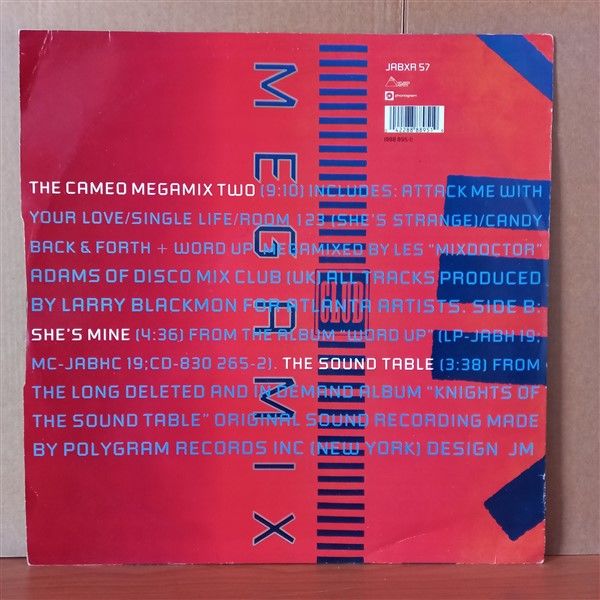 JABXR 57
phonogram
(888 895-1)
MEGAMIX
CLUB
THE CAMEO MEGAMIX TWO (9:10) INCLUDES: ATTACK ME WITH
YOUR LOVE/SINGLE LIFE/ROOM 123 (SHE'S STRANGE)/CANDY
BACK & FORTH + WORD UP. MEGAMIXED BY LES "MIXDOCTOR"
ADAMS OF DISCO MIX CLUB (UK) ALL TRACKS PRODUCED
BY LARRY BLACKMON FOR ATLANTA ARTISTS. SIDE B:
SHE'S MINE (4:36) FROM THE ALBUM "WORD UP" (LP-JABH 19;
MC-JABHC 19;CD-830 265-2). THE SOUND TABLE (3:38) FROM
THE LONG DELETED AND IN DEMAND ALBUM "KNIGHTS OF
THE SOUND TABLE" ORIGINAL SOUND RECORDING MADE
BY POLYGRAM RECORDS INC (NEW YORK) DESIGN JM